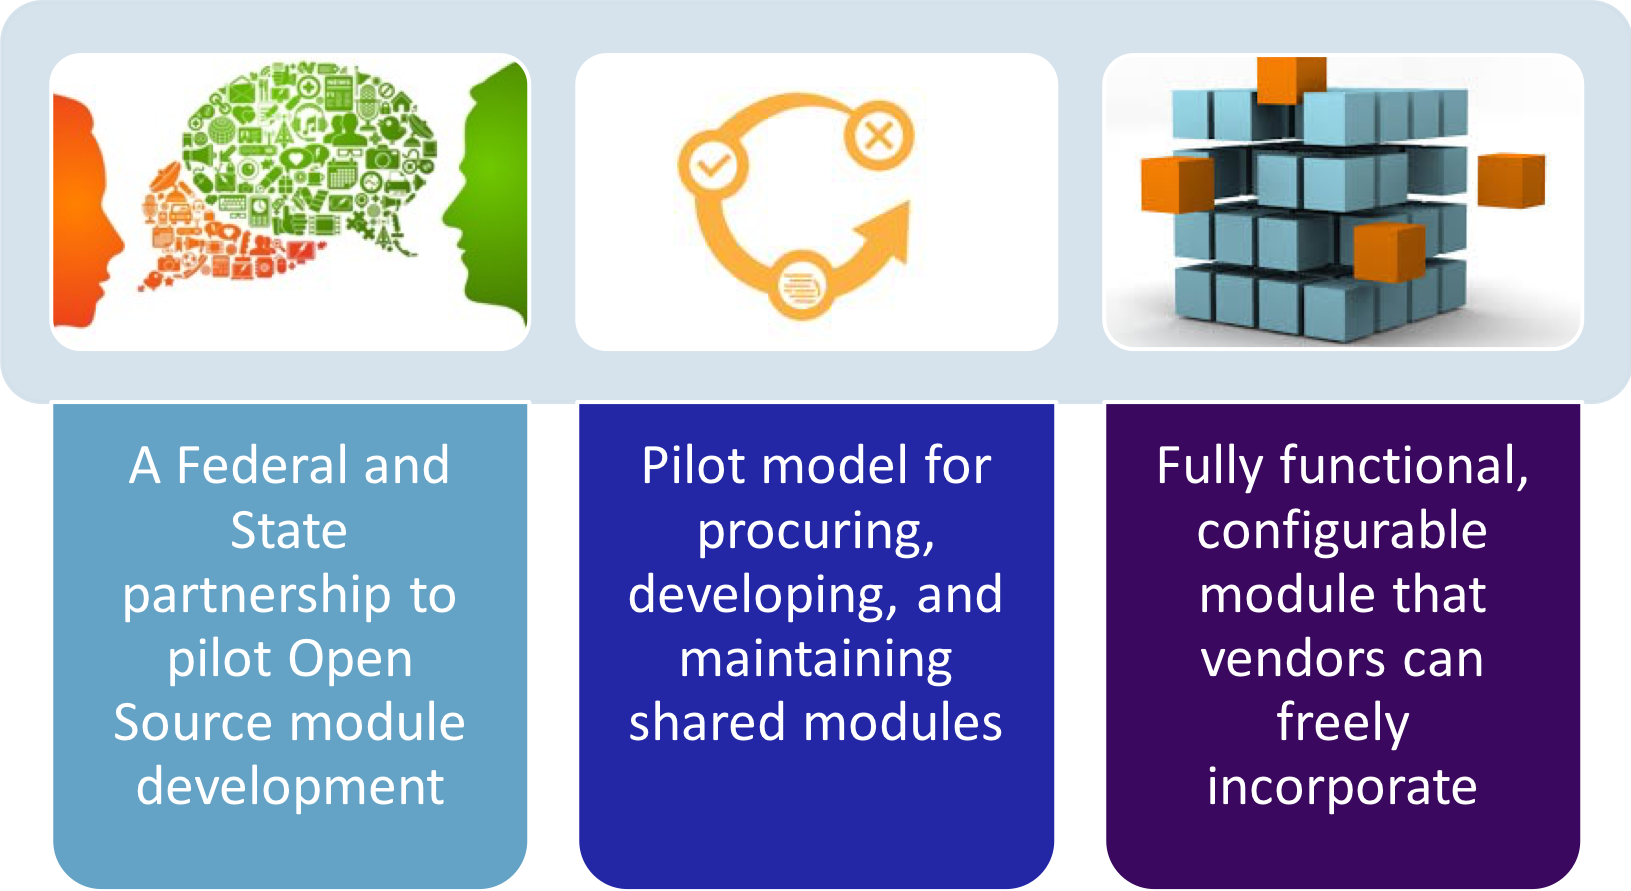 NEWS
A Federal and
State
partnership to
pilot Open
Source module
development
Pilot model for
procuring,
developing, and
maintaining
shared modules
Fully functional,
configurable
module that
vendors can
freely
incorporate